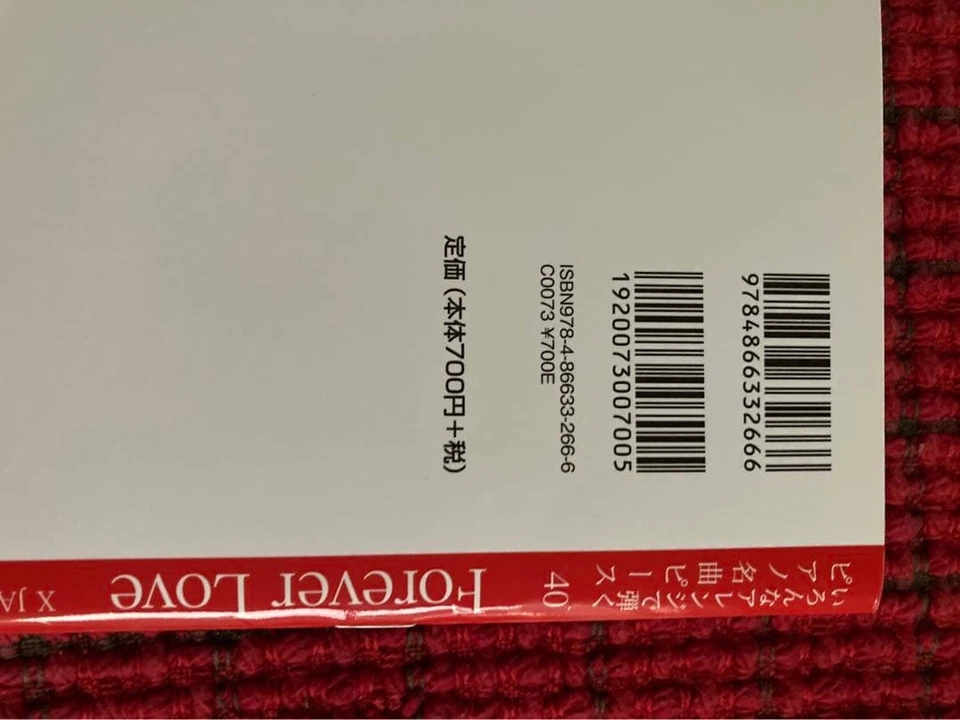 9784866332666
1920073007005
ISBN978-4-86633-266-6
C0073 ¥700E
定価(本体700円+税)
いろんなアレンジで弾く
ピアノ名曲ピース
40
Forever Love
X JA